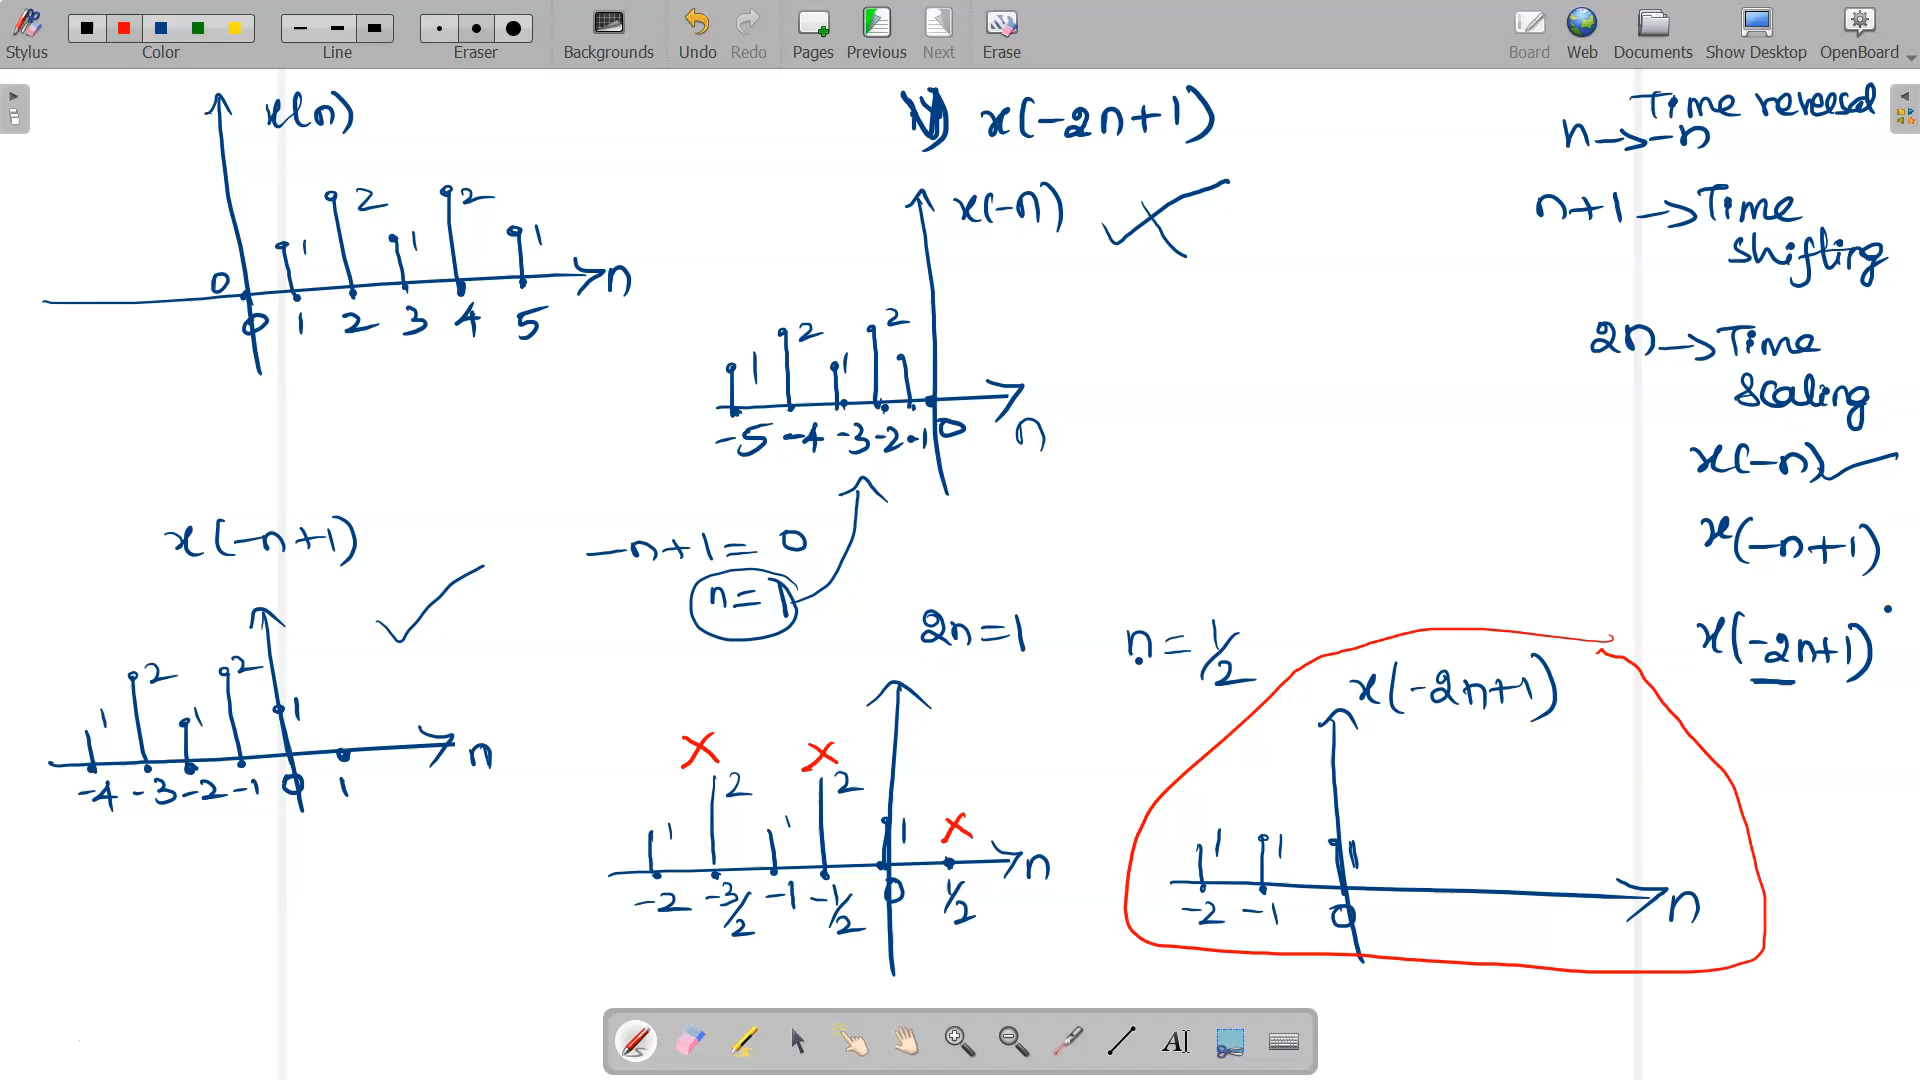 Stylus
Color
Line
Eraser
Backgrounds
Undo
Redo
Pages
Previous
Next
Erase
Board
Web
Documents
Show Desktop
OpenBoard
x(n)
0
1 2 1 2 1
n
0 1 2 3 4 5
x(-2n+1)
x(-n)
1 2 1 2
-5 -4 -3 -2 -1 0
n
Time reversal
n → -n
n+1 → Time
shifting
2n → Time
scaling
x(-n)
x(-n+1)
x(-2n+1)
x(-n+1)
-n+1 = 0
n = 1
2n = 1
n = 1/2
1 2 1 2 1
n
-4 -3 -2 -1 0 1
X X X
1 2 1 2 1
n
-2 -3/2 -1 -1/2 0 1/2
x(-2n+1)
1 1 1
-2 -1 0
n
AI